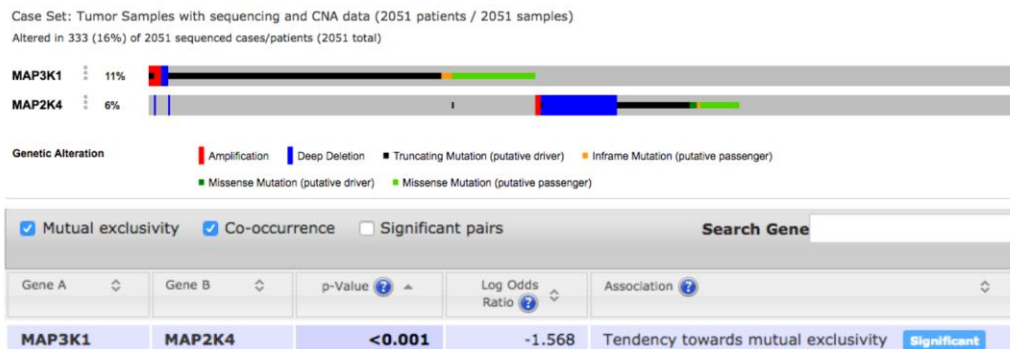 Case Set: Tumor Samples with sequencing and CNA data (2051 patients / 2051 samples)
Altered in 333 (16%) of 2051 sequenced cases/patients (2051 total)
MAP3K1 11%
MAP2K4 6%
Genetic Alteration Amplification Deep Deletion Truncating Mutation (putative driver) Inframe Mutation (putative passenger)
Missense Mutation (putative driver) Missense Mutation (putative passenger)
Mutual exclusivity Co-occurrence Significant pairs Search Gene
Gene A Gene B p-Value ? Log Odds Ratio ? Association ?
MAP3K1 MAP2K4 <0.001 -1.568 Tendency towards mutual exclusivity Significant